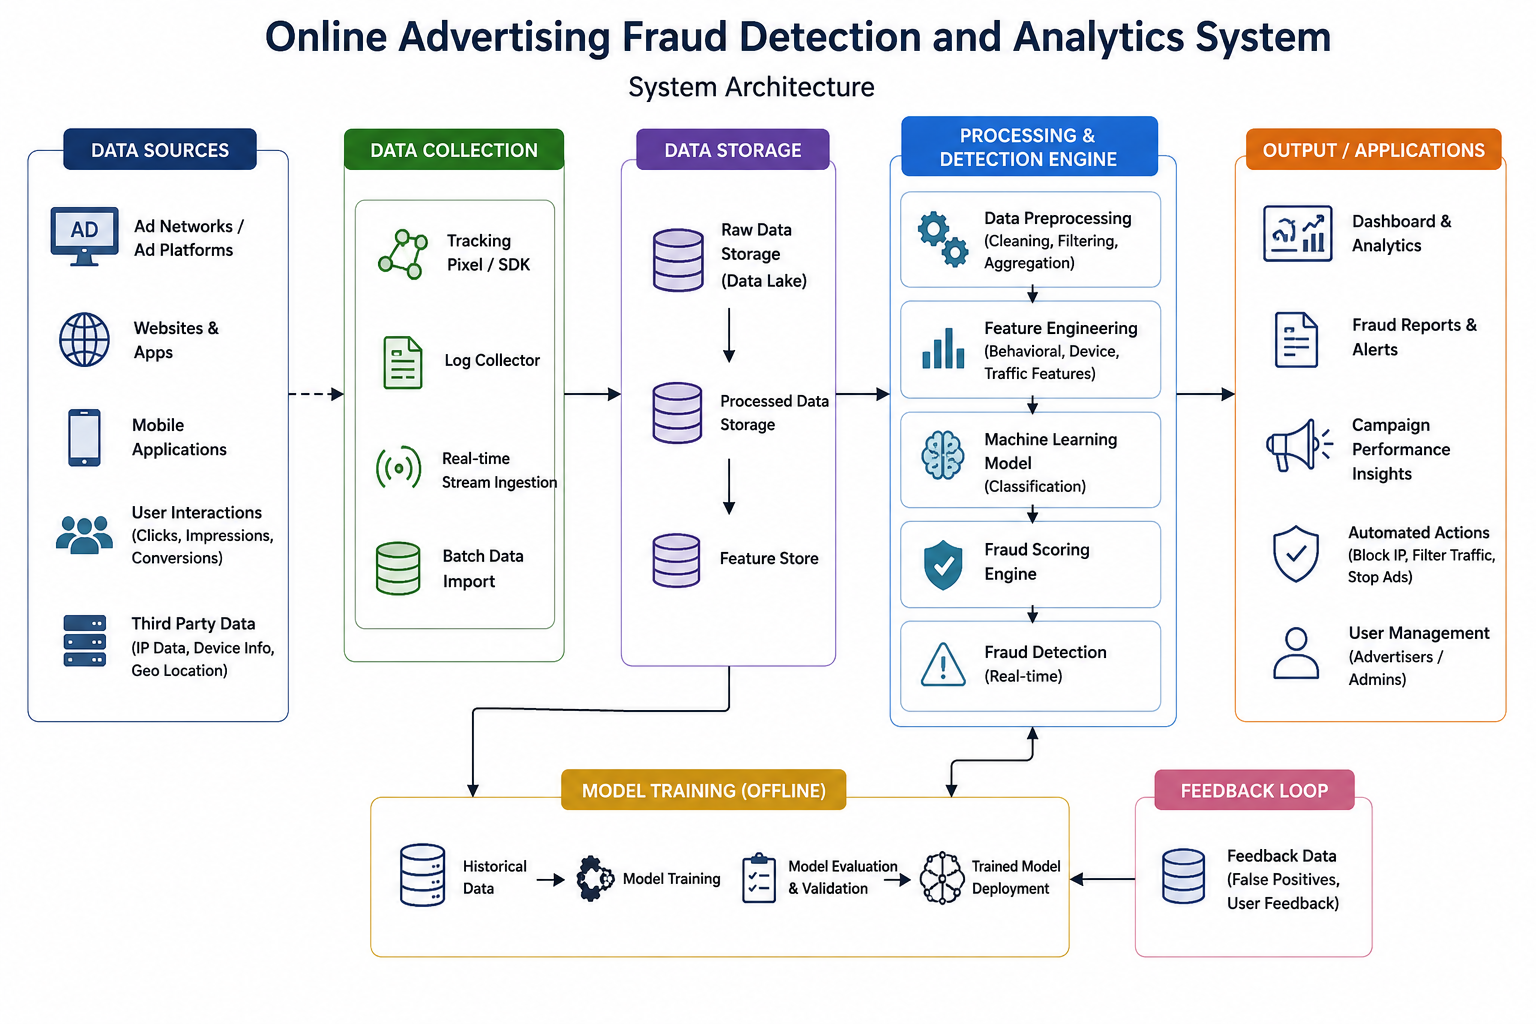 Online Advertising Fraud Detection and Analytics System
System Architecture
DATA SOURCES
AD
Ad Networks /
Ad Platforms
Websites &
Apps
Mobile
Applications
User Interactions
(Clicks, Impressions,
Conversions)
Third Party Data
(IP Data, Device Info,
Geo Location)
DATA COLLECTION
Tracking
Pixel / SDK
Log Collector
Real-time
Stream Ingestion
Batch Data
Import
DATA STORAGE
Raw Data
Storage
(Data Lake)
Processed Data
Storage
Feature Store
PROCESSING &
DETECTION ENGINE
Data Preprocessing
(Cleaning, Filtering,
Aggregation)
Feature Engineering
(Behavioral, Device,
Traffic Features)
Machine Learning
Model
(Classification)
Fraud Scoring
Engine
Fraud Detection
(Real-time)
OUTPUT / APPLICATIONS
Dashboard &
Analytics
Fraud Reports &
Alerts
Campaign
Performance
Insights
Automated Actions
(Block IP, Filter Traffic,
Stop Ads)
User Management
(Advertisers /
Admins)
MODEL TRAINING (OFFLINE)
Historical
Data
Model Training
Model Evaluation
& Validation
Trained Model
Deployment
FEEDBACK LOOP
Feedback Data
(False Positives,
User Feedback)